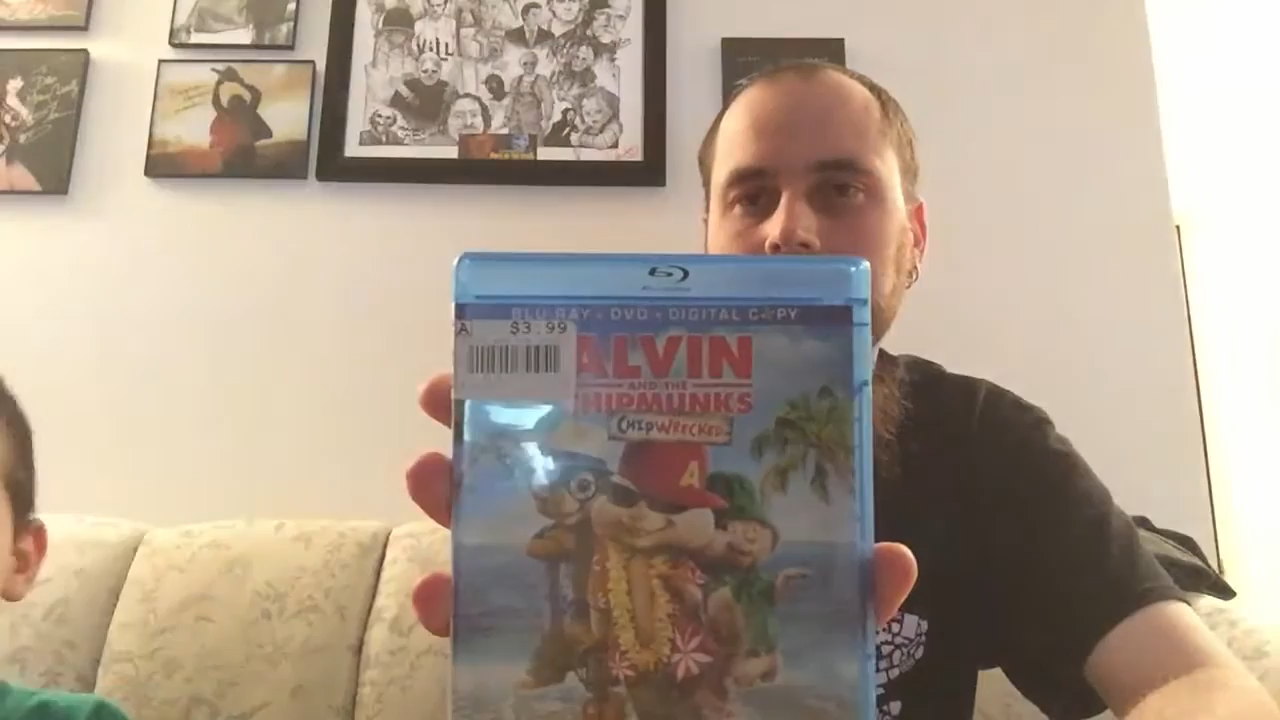 BLU-RAY + DVD + DIGITAL COPY
A $3.99
ALVIN
AND THE
CHIPMUNKS
CHIPWRECKED
A